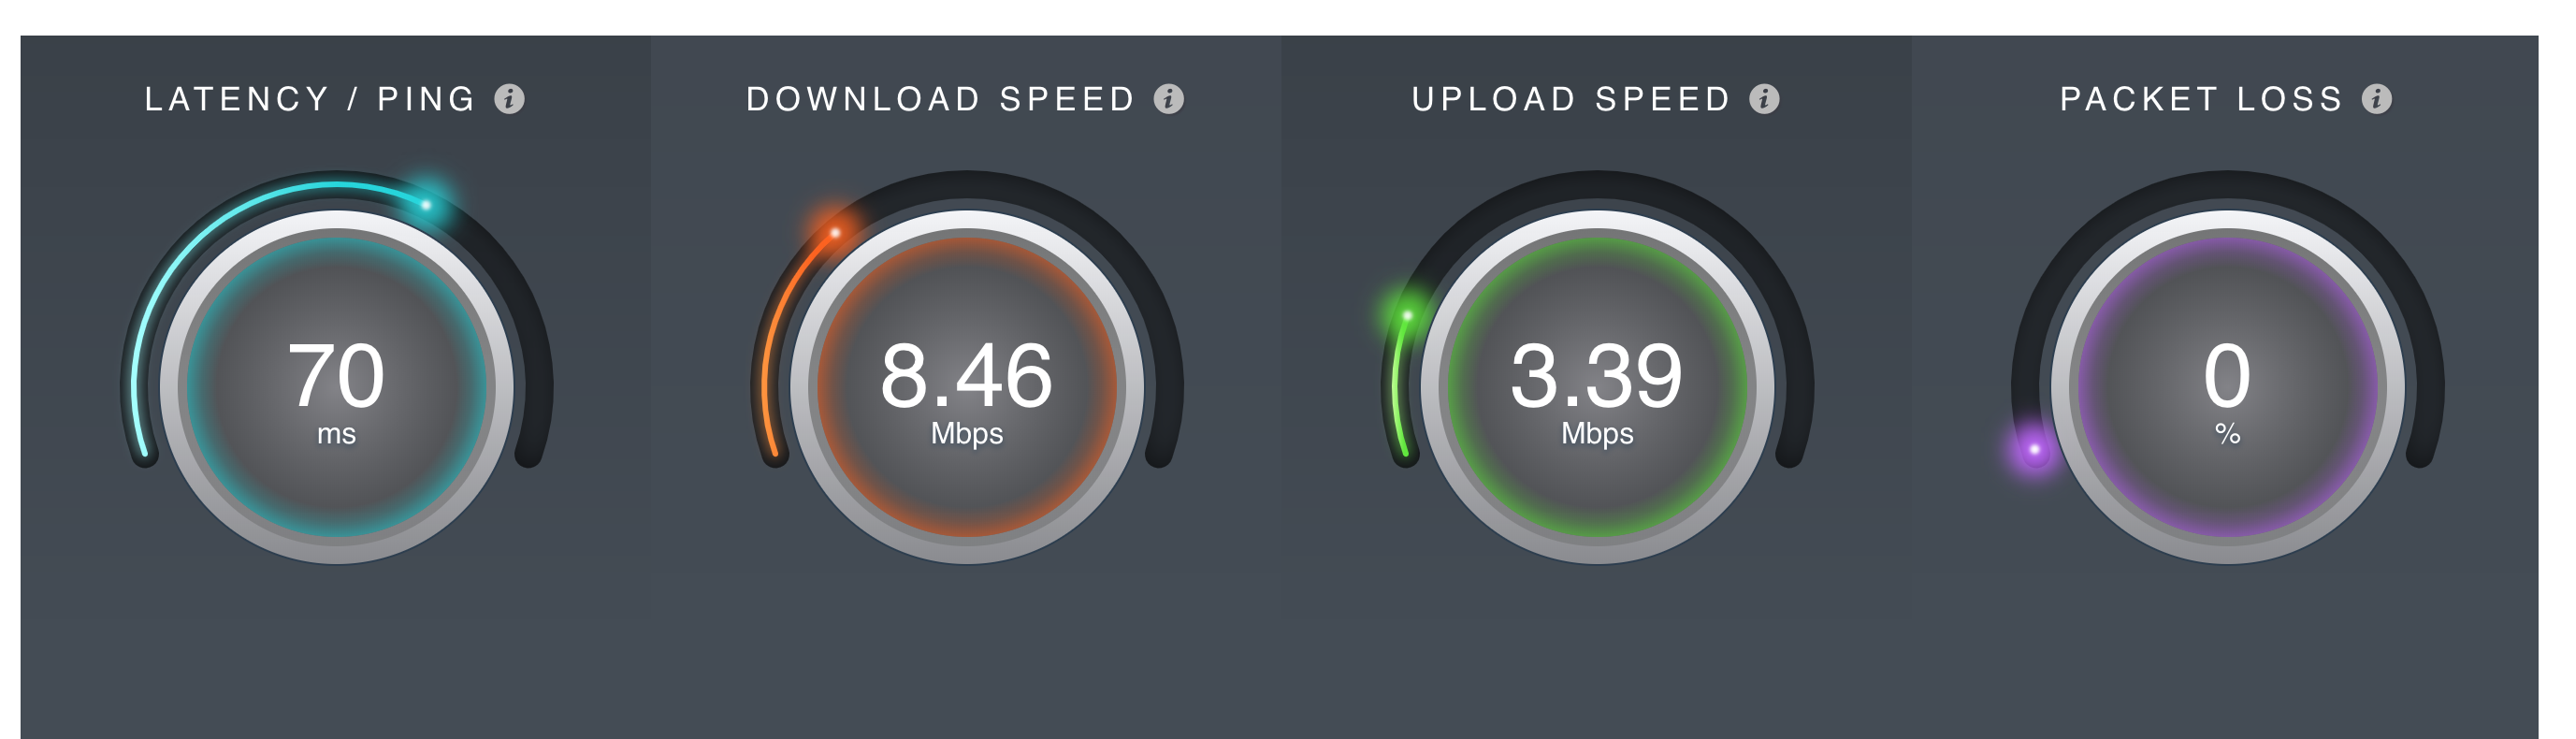 LATENCY / PING i
DOWNLOAD SPEED i
UPLOAD SPEED i
PACKET LOSS i
70
ms
8.46
Mbps
3.39
Mbps
0
%